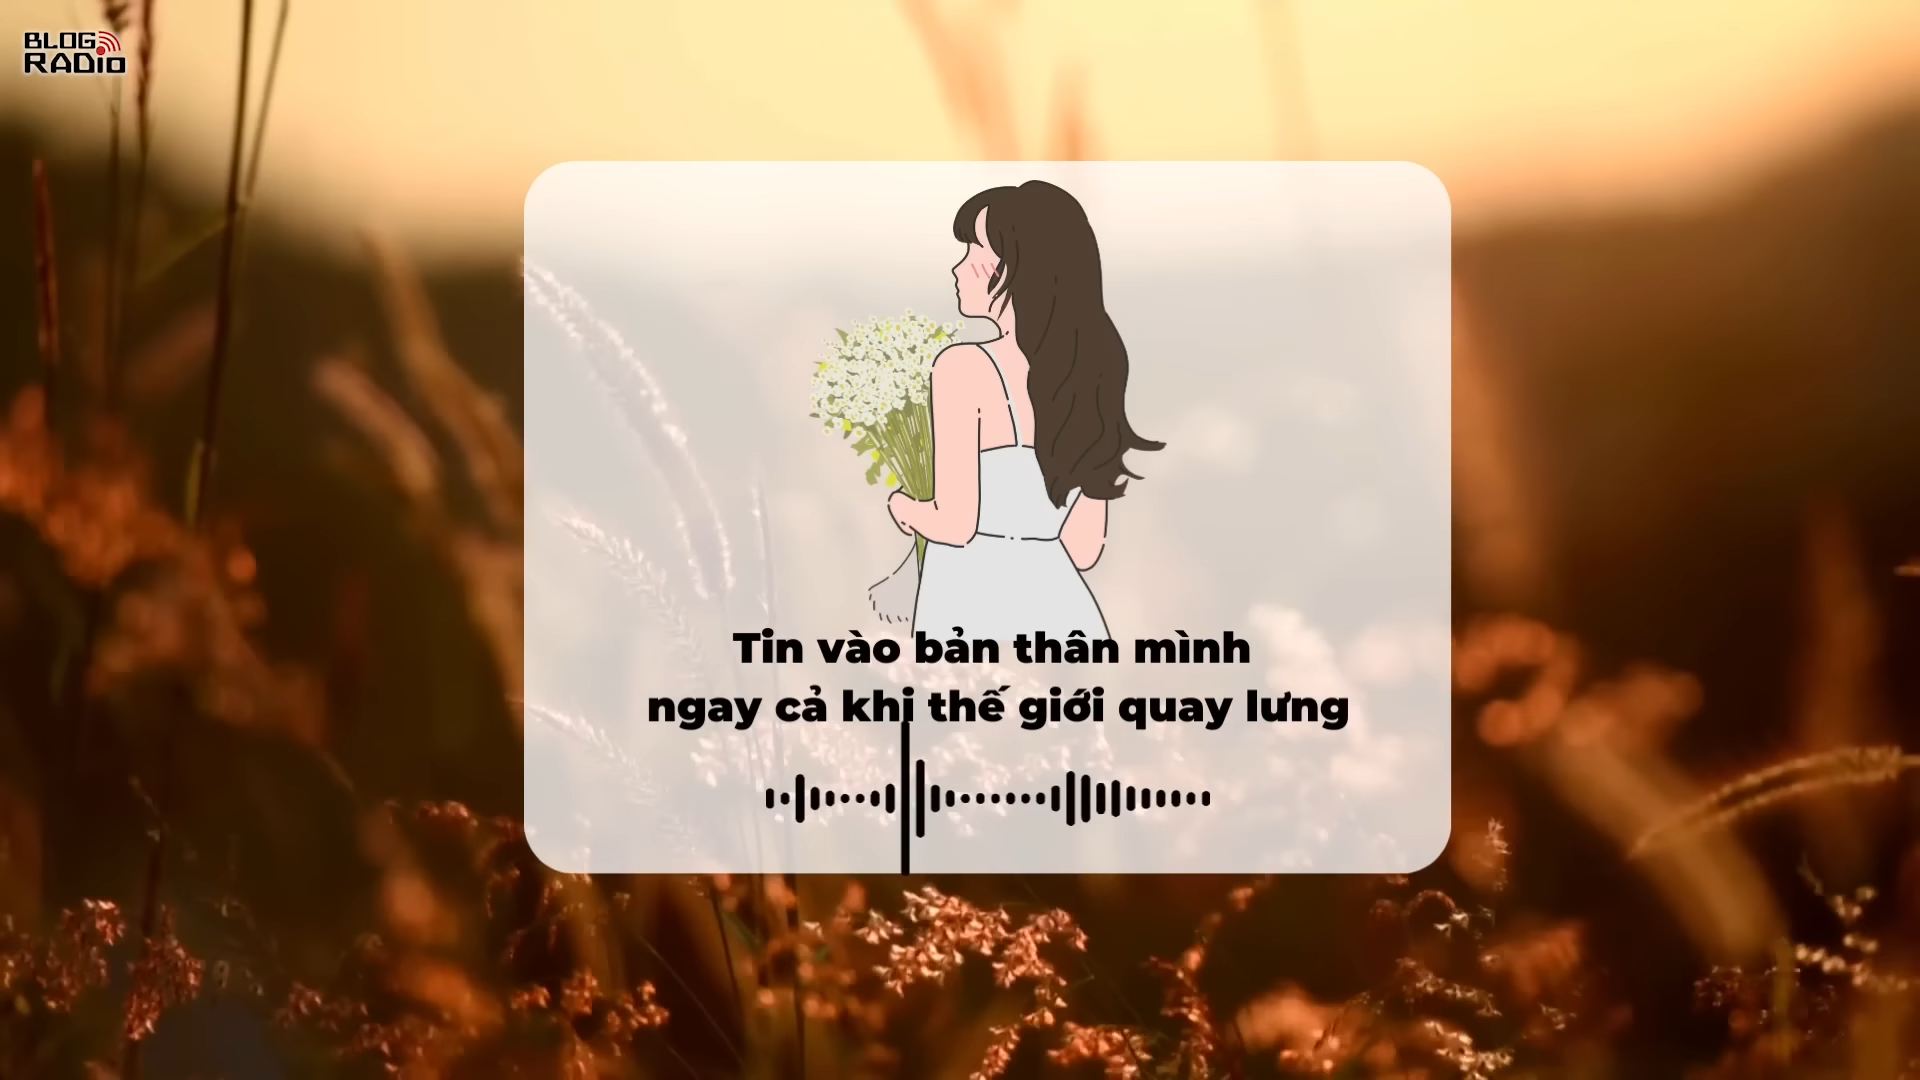 BLOG
RADio
Tin vào bản thân mình
ngay cả khi thế giới quay lưng